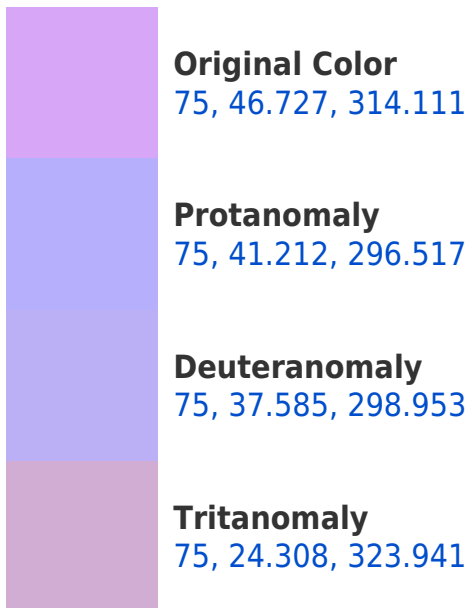 Original Color
75, 46.727, 314.111
Protanomaly
75, 41.212, 296.517
Deuteranomaly
75, 37.585, 298.953
Tritanomaly
75, 24.308, 323.941